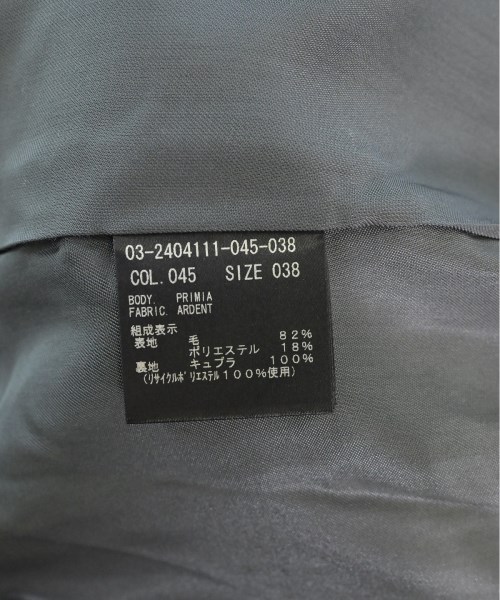 03-2404111-045-038
COL. 045 SIZE 038
BODY. PRIMIA
FABRIC. ARDENT
組成表示
表地 毛 82%
ポリエステル 18%
裏地 キュプラ 100%
(リサイクルポリエステル100%使用)